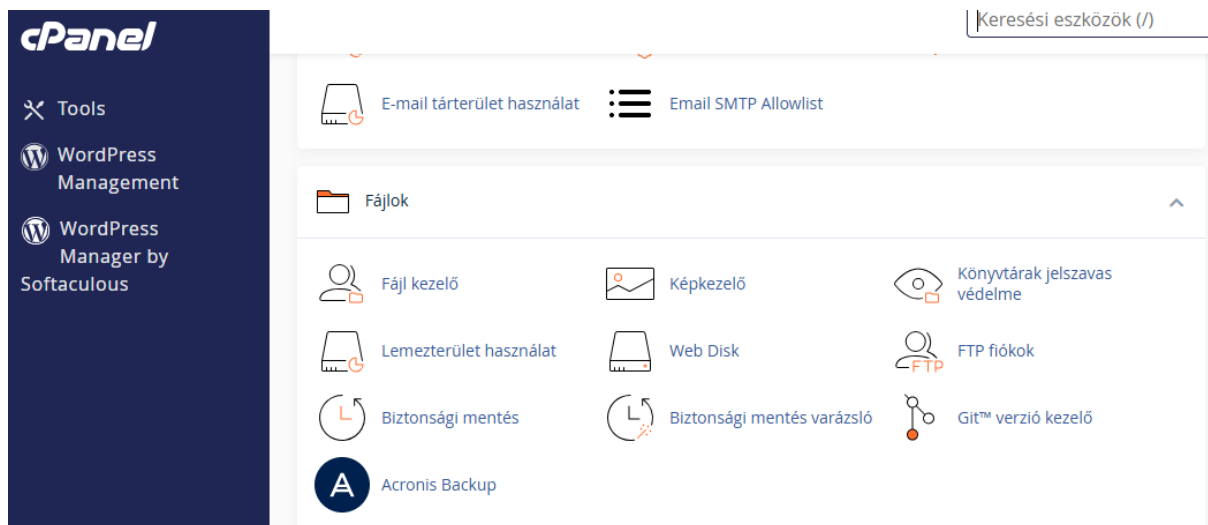 cPanel
Keresési eszközök (/)
Tools
WordPress
Management
WordPress
Manager by
Softaculous
E-mail tárterület használat
Email SMTP Allowlist
Fájlok
Fájl kezelő
Képkezelő
Könyvtárak jelszavas
védelme
Lemezterület használat
Web Disk
FTP
FTP fiókok
Biztonsági mentés
Biztonsági mentés varázsló
Git™ verzió kezelő
Acronis Backup